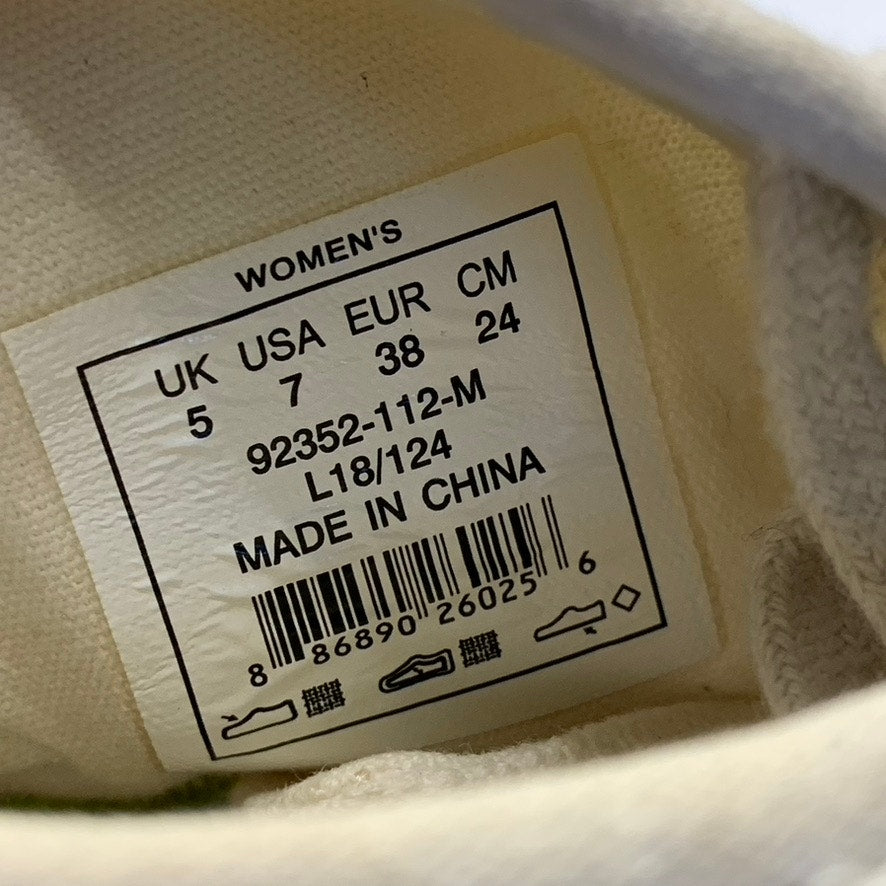 WOMEN'S
UK USA EUR CM
5 7 38 24
92352-112-M
L18/124
MADE IN CHINA
8 86890 26025 6